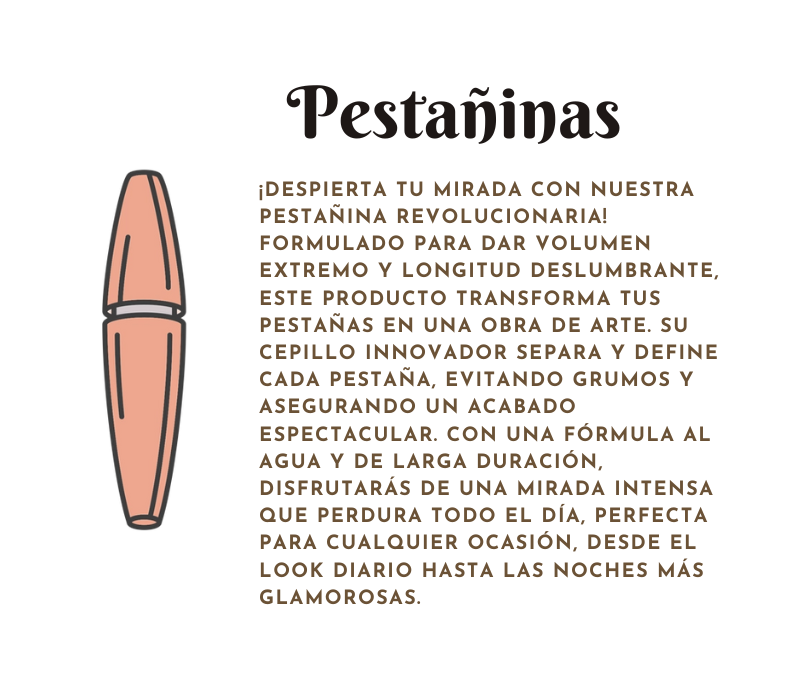 Pestañinas
¡DESPIERTA TU MIRADA CON NUESTRA
PESTAÑINA REVOLUCIONARIA!
FORMULADO PARA DAR VOLUMEN
EXTREMO Y LONGITUD DESLUMBRANTE,
ESTE PRODUCTO TRANSFORMA TUS
PESTAÑAS EN UNA OBRA DE ARTE. SU
CEPILLO INNOVADOR SEPARA Y DEFINE
CADA PESTAÑA, EVITANDO GRUMOS Y
ASEGURANDO UN ACABADO
ESPECTACULAR. CON UNA FÓRMULA AL
AGUA Y DE LARGA DURACIÓN,
DISFRUTARÁS DE UNA MIRADA INTENSA
QUE PERDURA TODO EL DÍA, PERFECTA
PARA CUALQUIER OCASIÓN, DESDE EL
LOOK DIARIO HASTA LAS NOCHES MÁS
GLAMOROSAS.